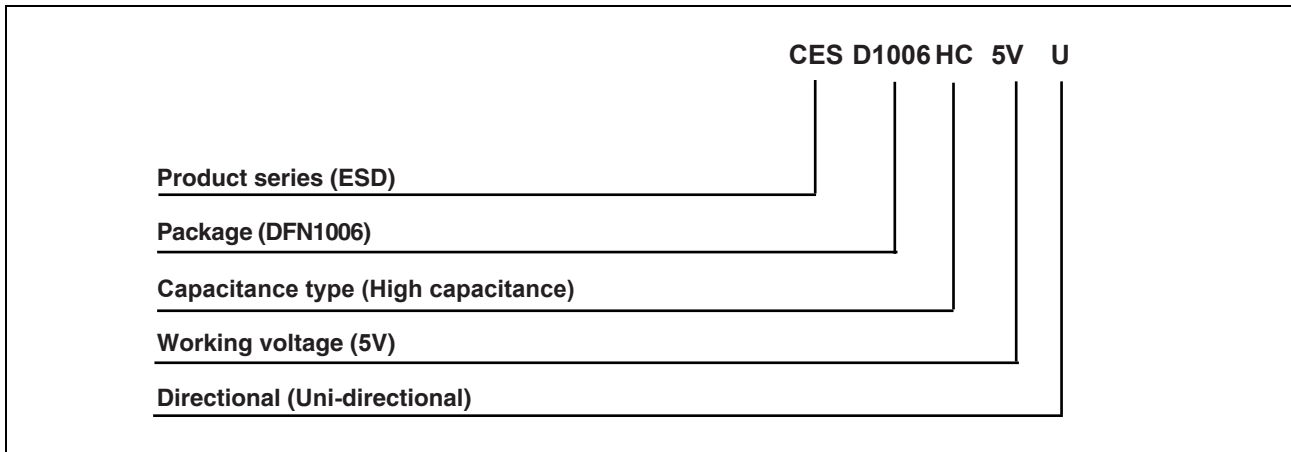 CES D1006 HC 5V U
Product series (ESD)
Package (DFN1006)
Capacitance type (High capacitance)
Working voltage (5V)
Directional (Uni-directional)